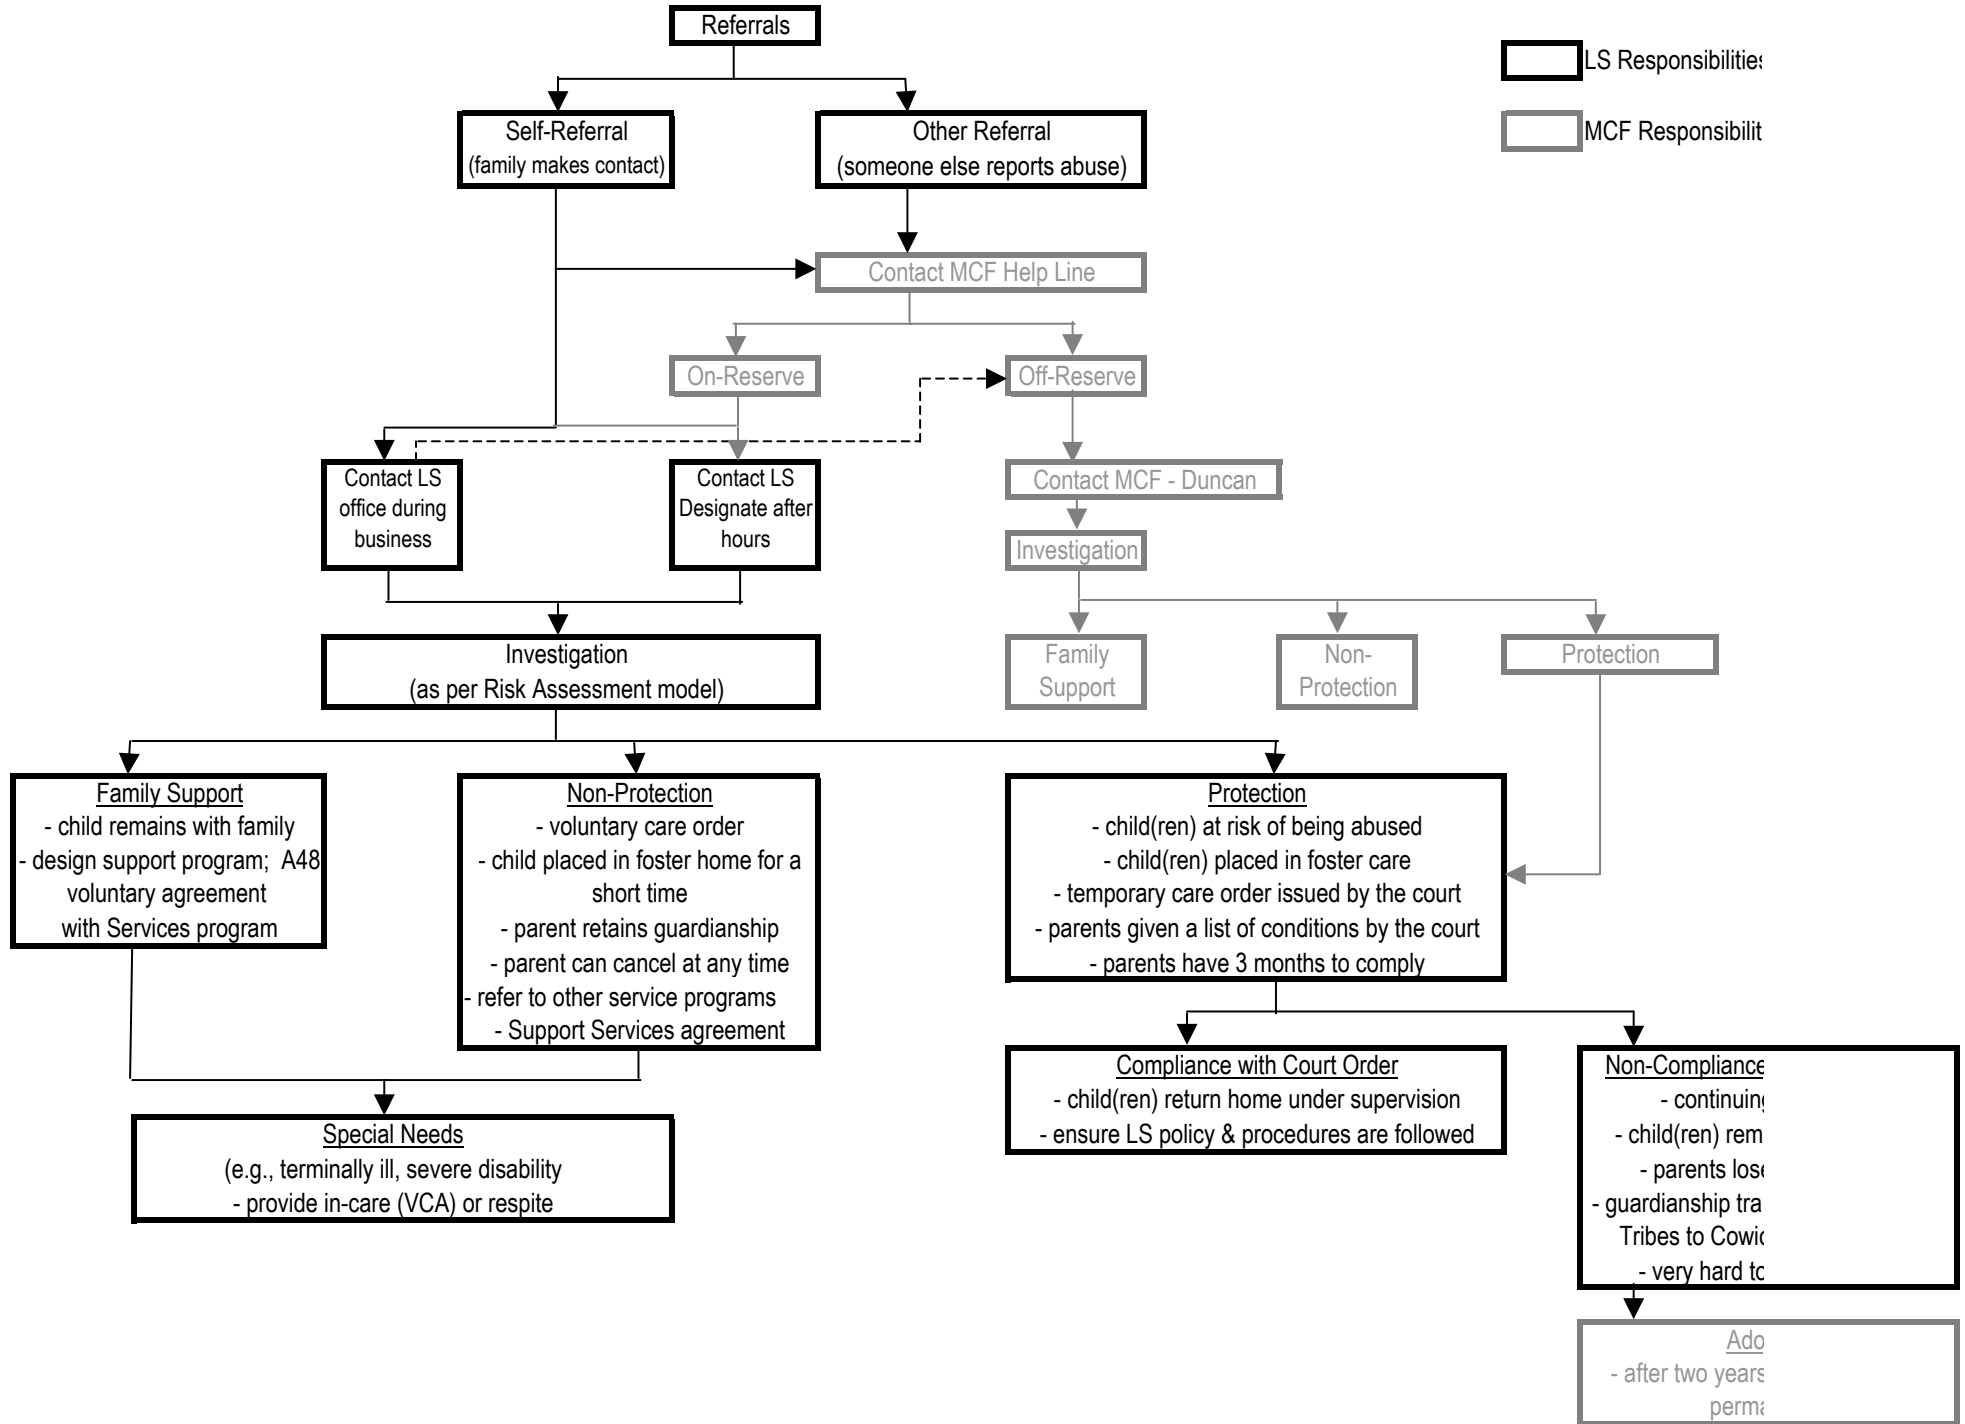 Referrals
LS Responsibilities
MCF Responsibilit
Self-Referral
(family makes contact)
Other Referral
(someone else reports abuse)
Contact MCF Help Line
On-Reserve
Off-Reserve
Contact LS
office during
business
Contact LS
Designate after
hours
Contact MCF - Duncan
Investigation
Investigation
(as per Risk Assessment model)
Family
Support
Non-
Protection
Protection
Family Support
- child remains with family
- design support program;  A48
voluntary agreement
with Services program
Non-Protection
- voluntary care order
- child placed in foster home for a
short time
- parent retains guardianship
- parent can cancel at any time
- refer to other service programs
- Support Services agreement
Protection
- child(ren) at risk of being abused
- child(ren) placed in foster care
- temporary care order issued by the court
- parents given a list of conditions by the court
- parents have 3 months to comply
Special Needs
(e.g., terminally ill, severe disability
- provide in-care (VCA) or respite
Compliance with Court Order
- child(ren) return home under supervision
- ensure LS policy & procedures are followed
Non-Compliance
- continuing
- child(ren) rem
- parents lose
- guardianship tra
Tribes to Cowic
- very hard to
Ado
- after two years
perma